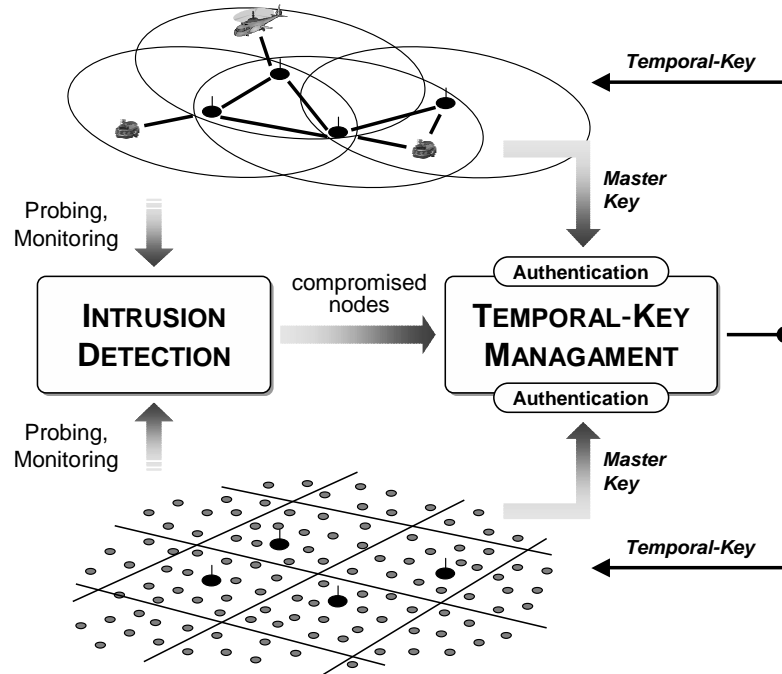 Temporal-Key
Master
Key
Probing,
Monitoring
Authentication
compromised
nodes
INTRUSION
DETECTION
TEMPORAL-KEY
MANAGAMENT
Authentication
Probing,
Monitoring
Master
Key
Temporal-Key